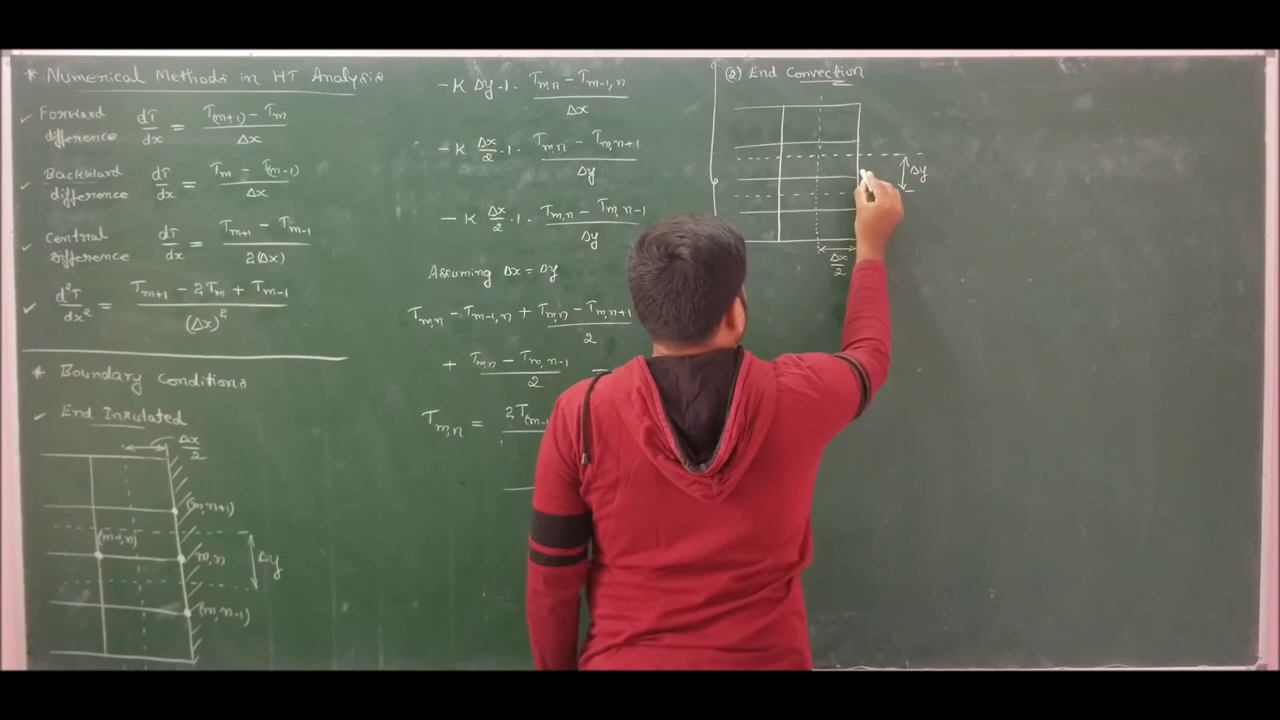 * Numerical Methods in HT Analysis
✓ Forward difference dT/dx = (T(m+1) - Tm)/Δx
✓ Backward difference dT/dx = (Tm - T(m-1))/Δx
✓ Central difference dT/dx = (Tm+1 - Tm-1)/2(Δx)
✓ d²T/dx² = (Tm+1 - 2Tm + Tm-1)/(Δx)²
* Boundary Conditions
✓ End Insulated
Δx/2
(m,n+1)
(m-1,n)
m,n
Δy
(m,n-1)
-K Δy·1· (Tm,n - Tm-1,n)/Δx
-K Δx/2·1· (Tm,n - Tm,n+1)/Δy
-K Δx/2·1· (Tm,n - Tm,n-1)/Δy
Assuming Δx = Δy
Tm,n - Tm-1,n + (Tm,n - Tm,n+1)/2
+ (Tm,n - Tm,n-1)/2 =
Tm,n = 2T(m-1
(2) End Convection
Δy
Δx/2